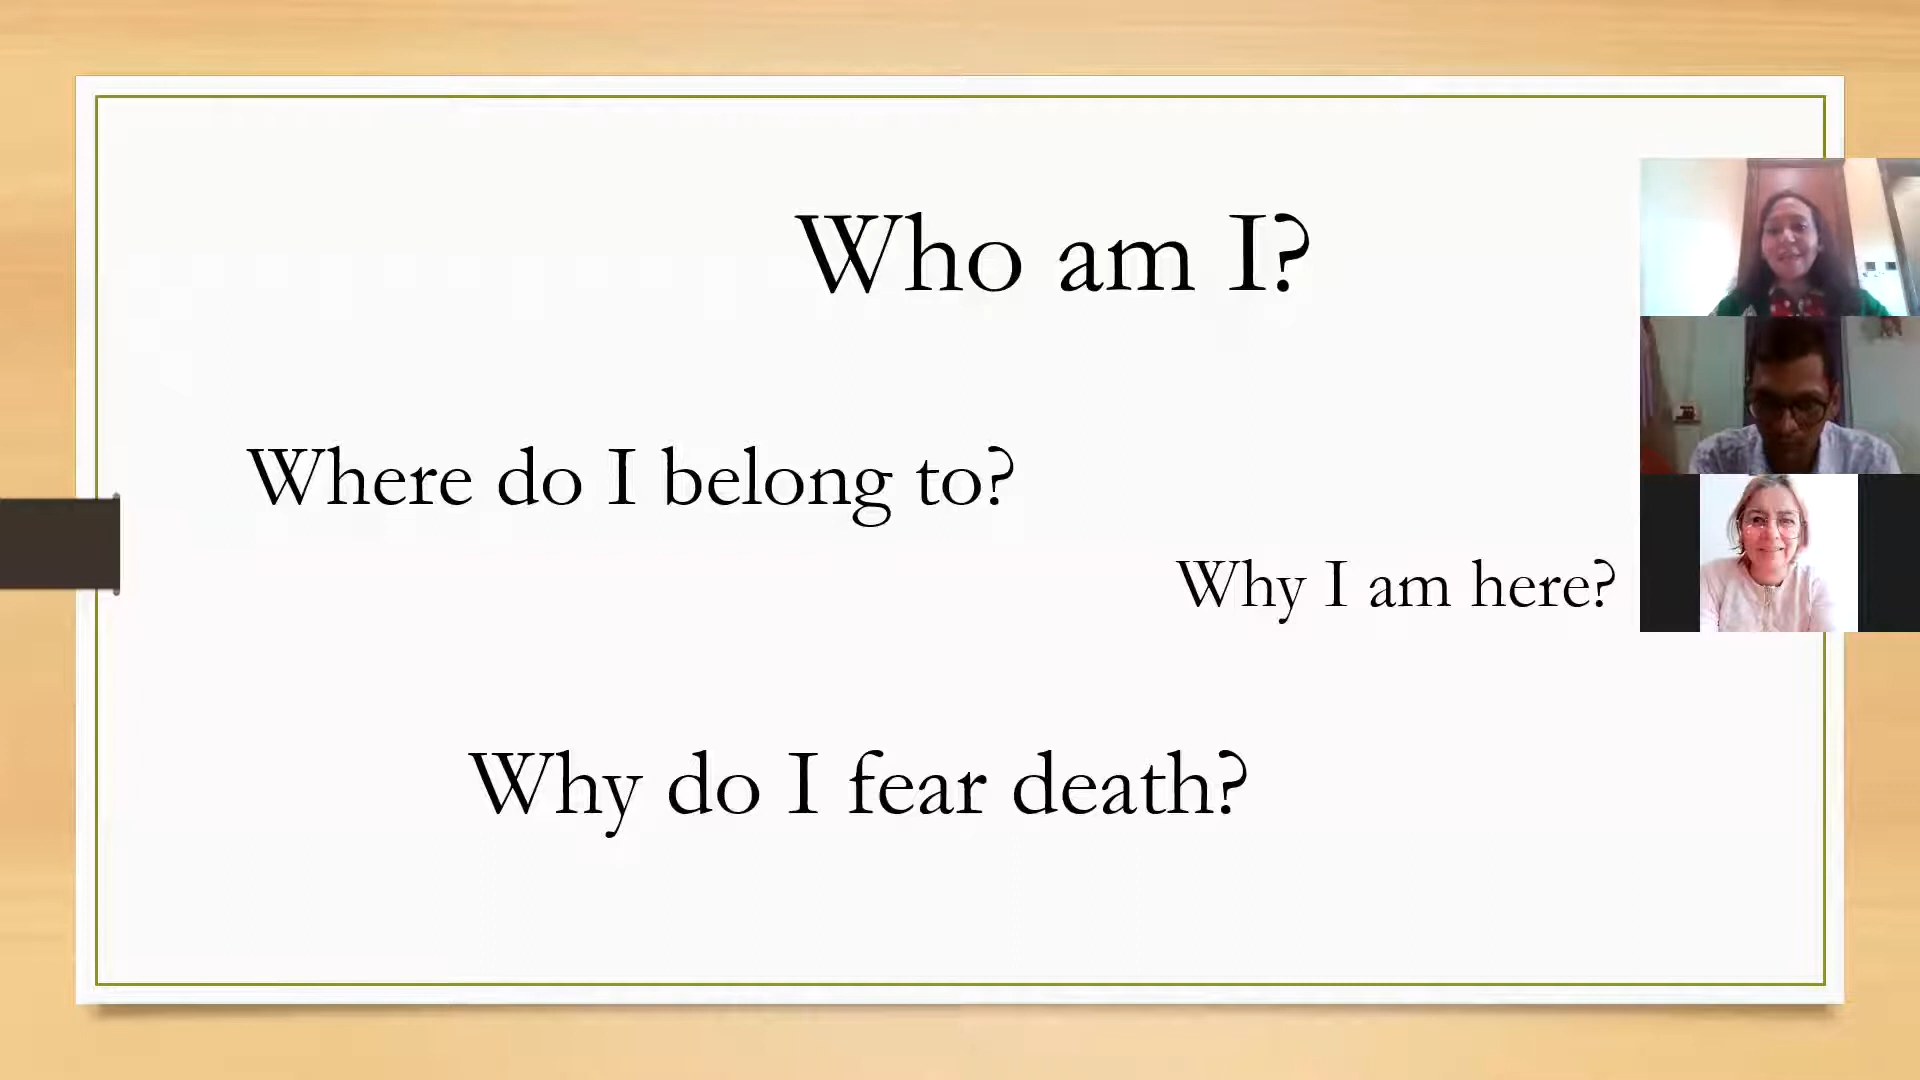 Who am I?
Where do I belong to?
Why I am here?
Why do I fear death?